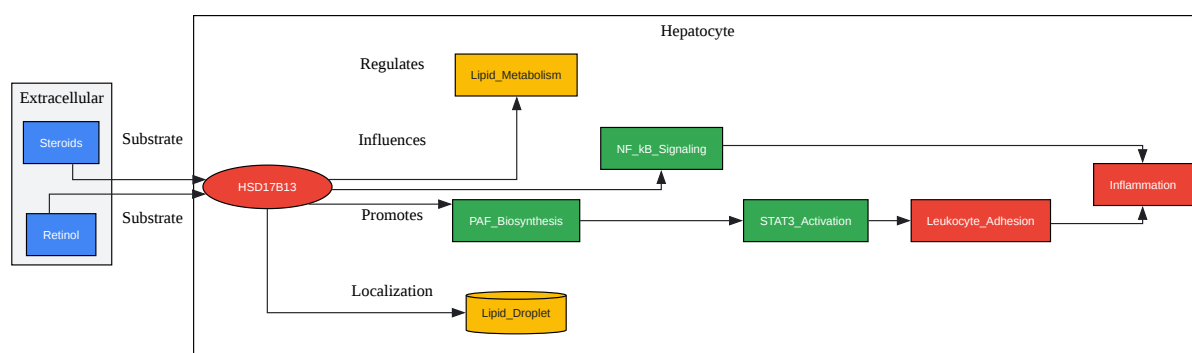 Hepatocyte
Regulates
Lipid_Metabolism
Extracellular
Steroids
Substrate
Influences
NF_kB_Signaling
HSD17B13
Inflammation
Substrate
Promotes
PAF_Biosynthesis
STAT3_Activation
Leukocyte_Adhesion
Retinol
Localization
Lipid_Droplet